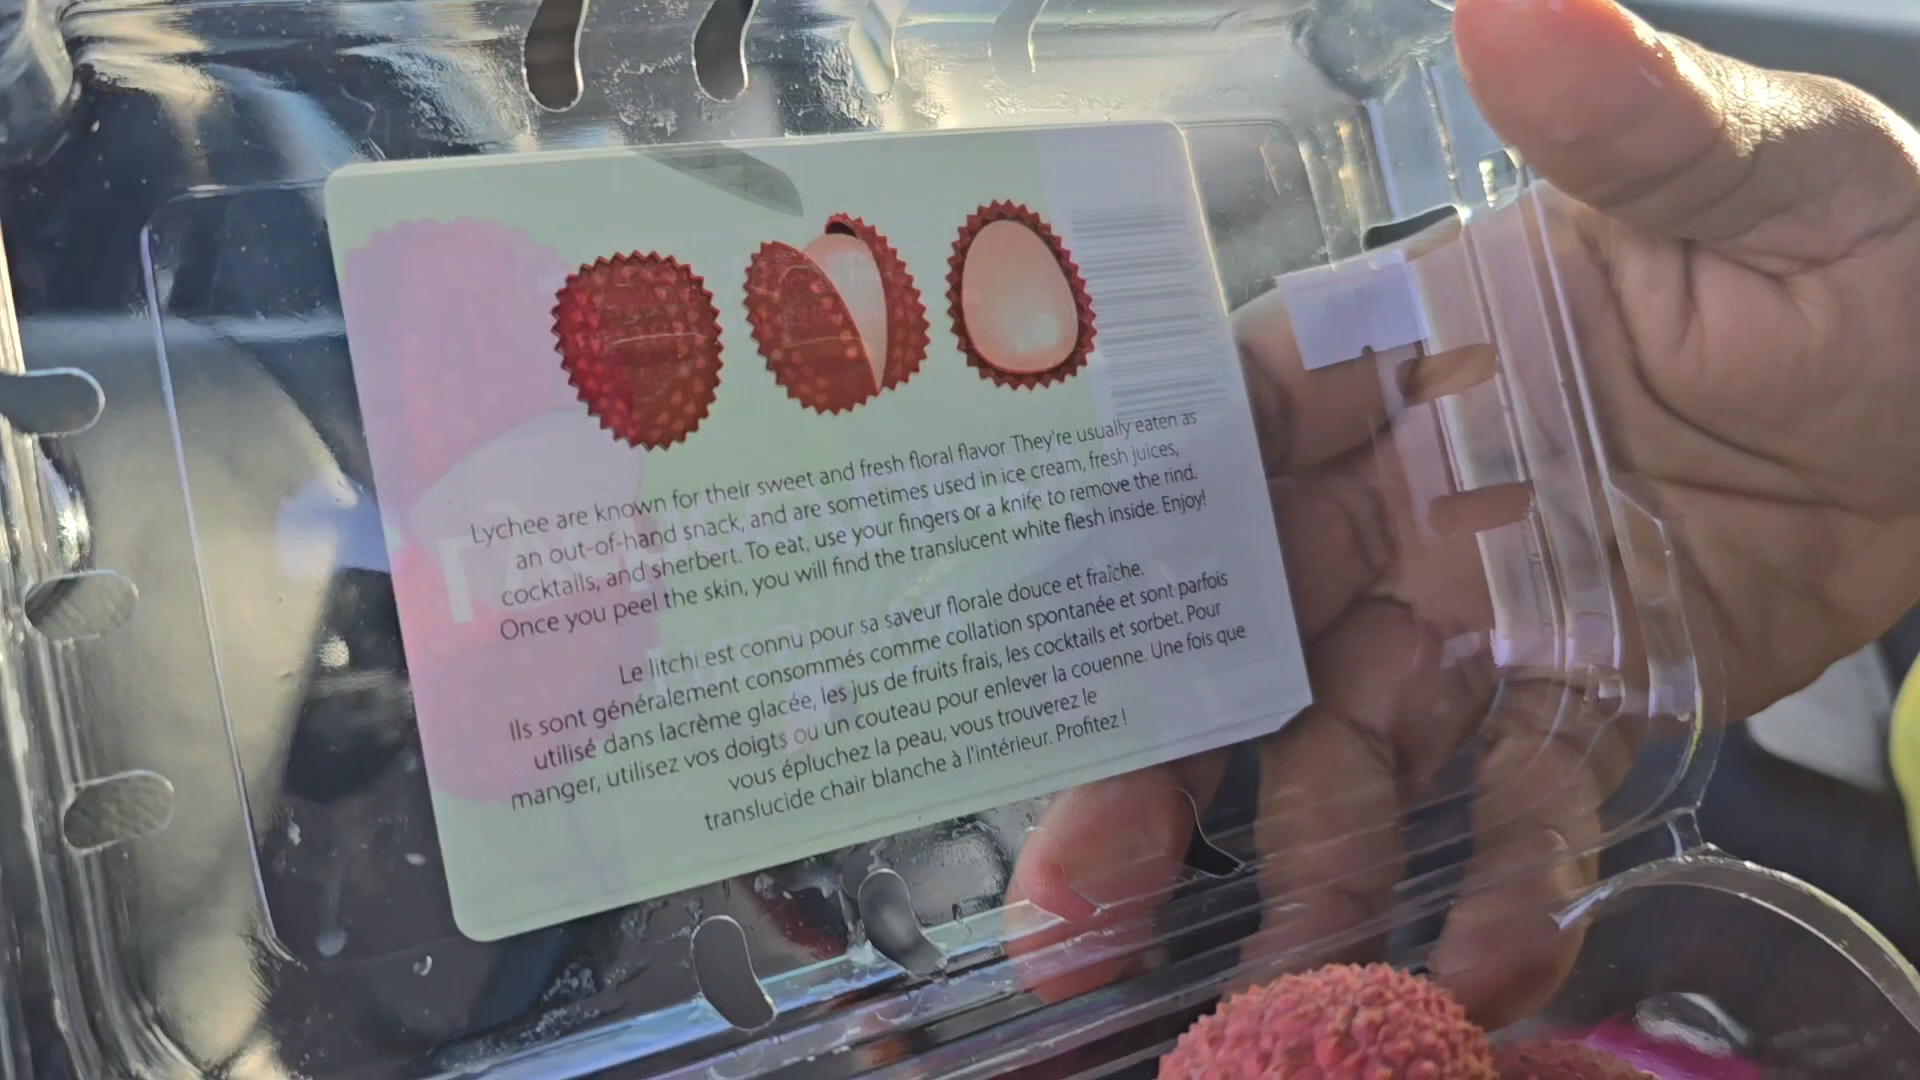 Lychee are known for their sweet and fresh floral flavor. They're usually eaten as
an out-of-hand snack, and are sometimes used in ice cream, fresh juices,
cocktails, and sherbert. To eat, use your fingers or a knife to remove the rind.
Once you peel the skin, you will find the translucent white flesh inside. Enjoy!
Le litchi est connu pour sa saveur florale douce et fraîche.
Ils sont généralement consommés comme collation spontanée et sont parfois
utilisé dans lacrème glacée, les jus de fruits frais, les cocktails et sorbet. Pour
manger, utilisez vos doigts ou un couteau pour enlever la couenne. Une fois que
vous épluchez la peau, vous trouverez le
translucide chair blanche à l'intérieur. Profitez !